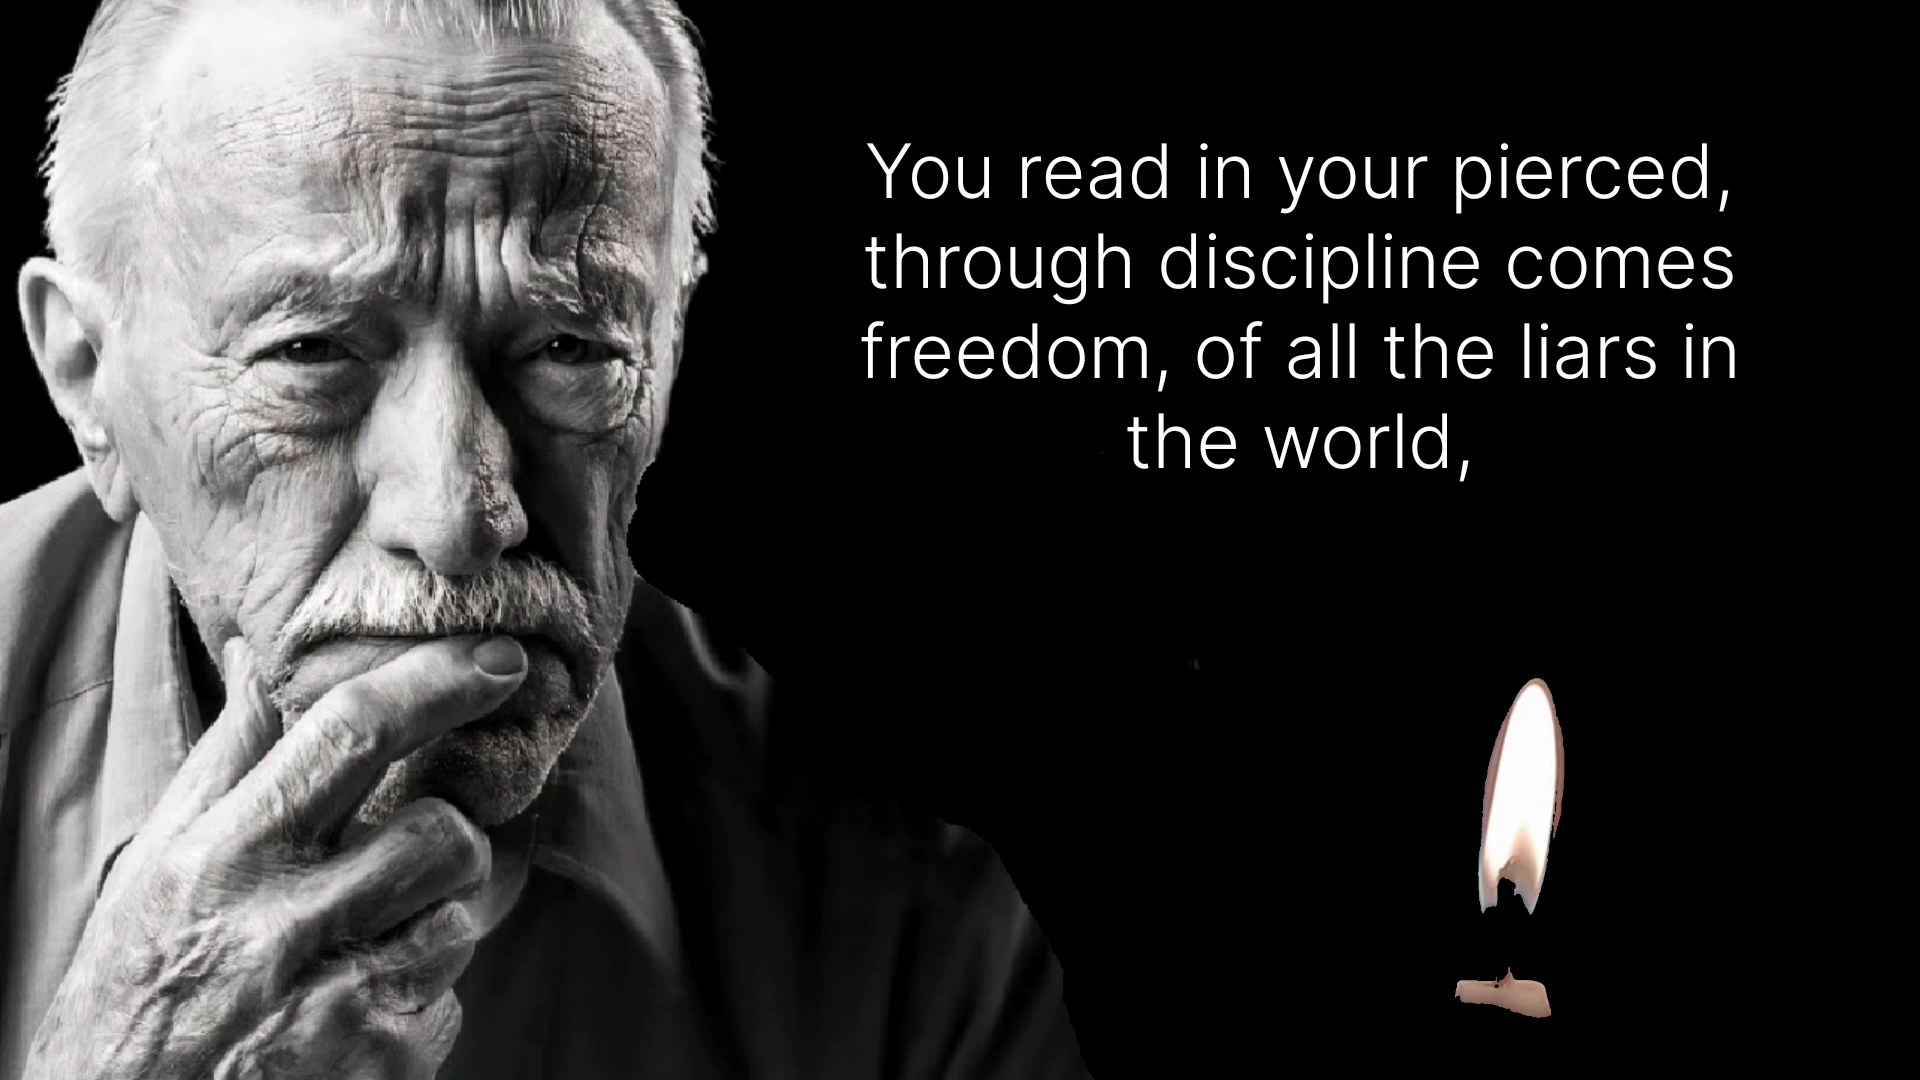 You read in your pierced,
through discipline comes
freedom, of all the liars in
the world,